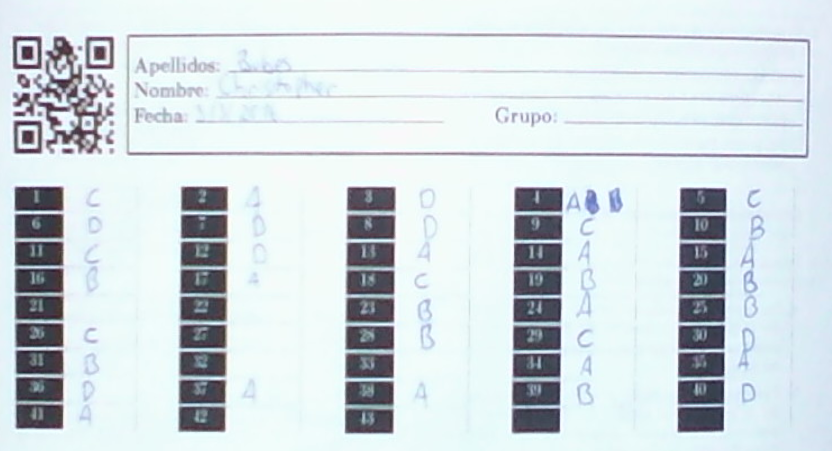 Apellidos:
Nombre: Christopher
Fecha: Grupo:
1 C 2 A 3 D 4 A 5 C
6 D 7 D 8 D 9 C 10 B
11 C 12 D 13 A 14 A 15 A
16 B 17 A 18 C 19 B 20 B
21 22 23 B 24 A 25 B
26 C 27 28 B 29 C 30 D
31 B 32 33 34 A 35 A
36 D 37 A 38 A 39 B 40 D
41 A 42 43